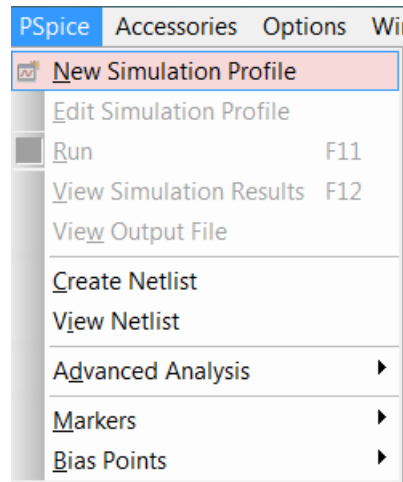 PSpice Accessories Options
New Simulation Profile
Edit Simulation Profile
Run F11
View Simulation Results F12
View Output File
Create Netlist
View Netlist
Advanced Analysis
Markers
Bias Points